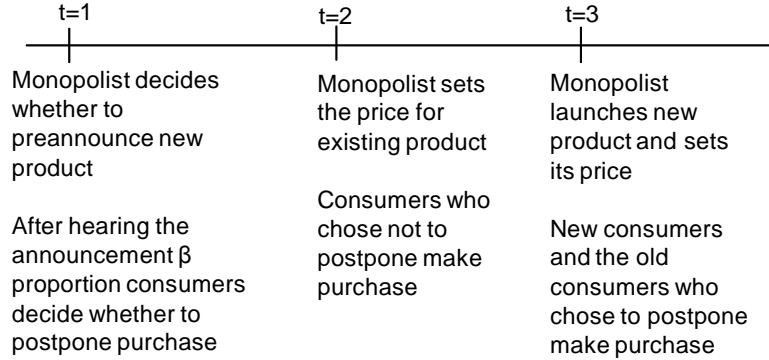 t=1
t=2
t=3
Monopolist decides
whether to
preannounce new
product
After hearing the
announcement β
proportion consumers
decide whether to
postpone purchase
Monopolist sets
the price for
existing product
Consumers who
chose not to
postpone make
purchase
Monopolist
launches new
product and sets
its price
New consumers
and the old
consumers who
chose to postpone
make purchase